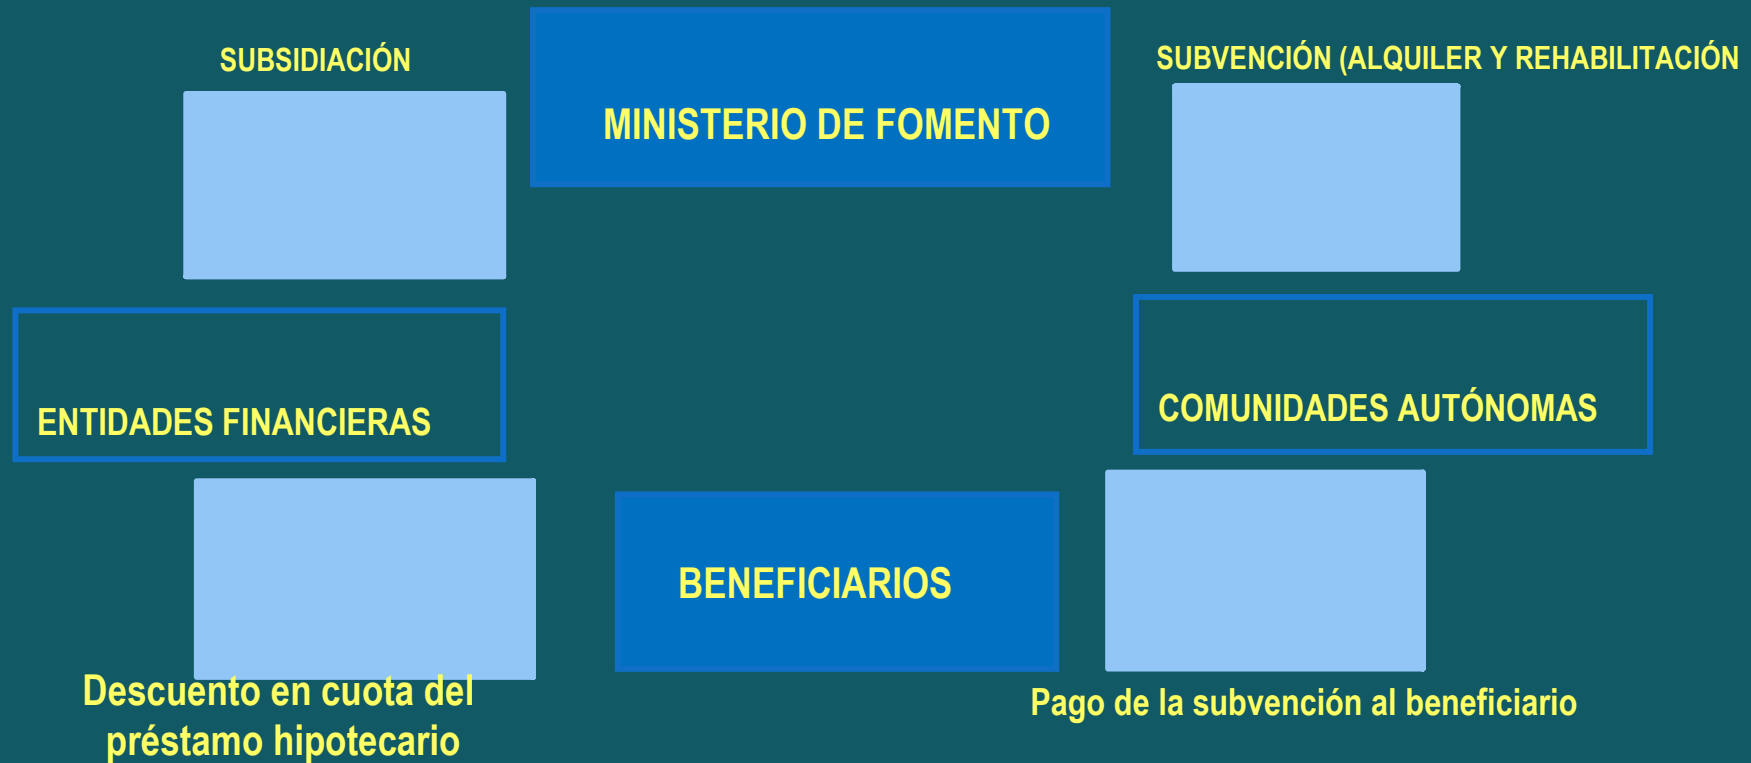 SUBSIDIACIÓN
SUBVENCIÓN (ALQUILER Y REHABILITACIÓN
MINISTERIO DE FOMENTO
ENTIDADES FINANCIERAS
COMUNIDADES AUTÓNOMAS
BENEFICIARIOS
Descuento en cuota del
préstamo hipotecario
Pago de la subvención al beneficiario